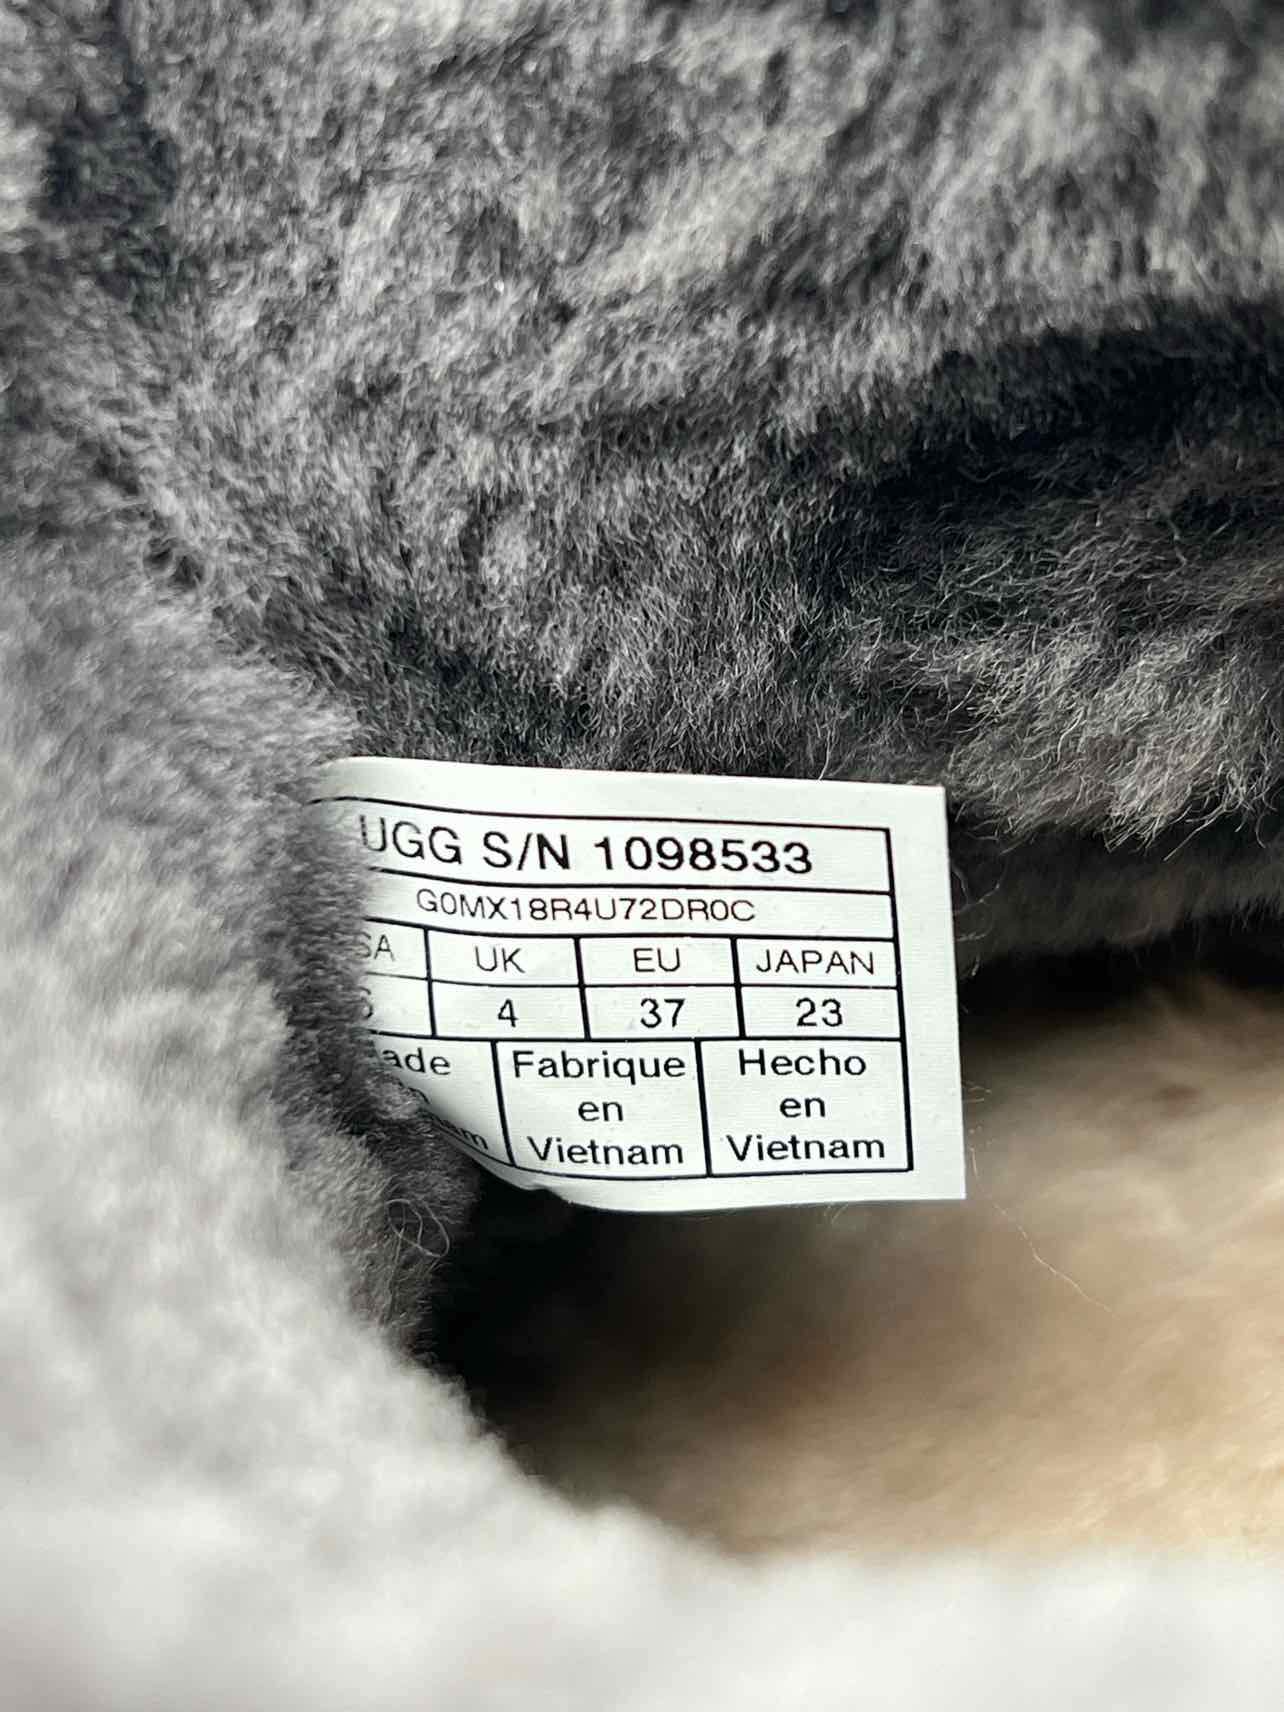 UGG S/N 1098533
G0MX18R4U72DR0C
UK EU JAPAN
4 37 23
Fabrique Hecho
en en
Vietnam Vietnam